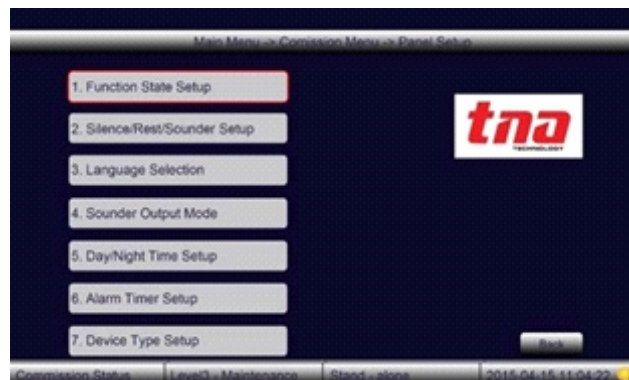 Main Menu -> Comission Menu -> Panel Setup
1. Function State Setup
2. Silence/Rest/Sounder Setup
3. Language Selection
4. Sounder Output Mode
5. Day/Night Time Setup
6. Alarm Timer Setup
7. Device Type Setup
tna
TECHNOLOGY
Back
Commission Status Level3 - Maintenance Stand - alone 2015-04-15 11:04:22